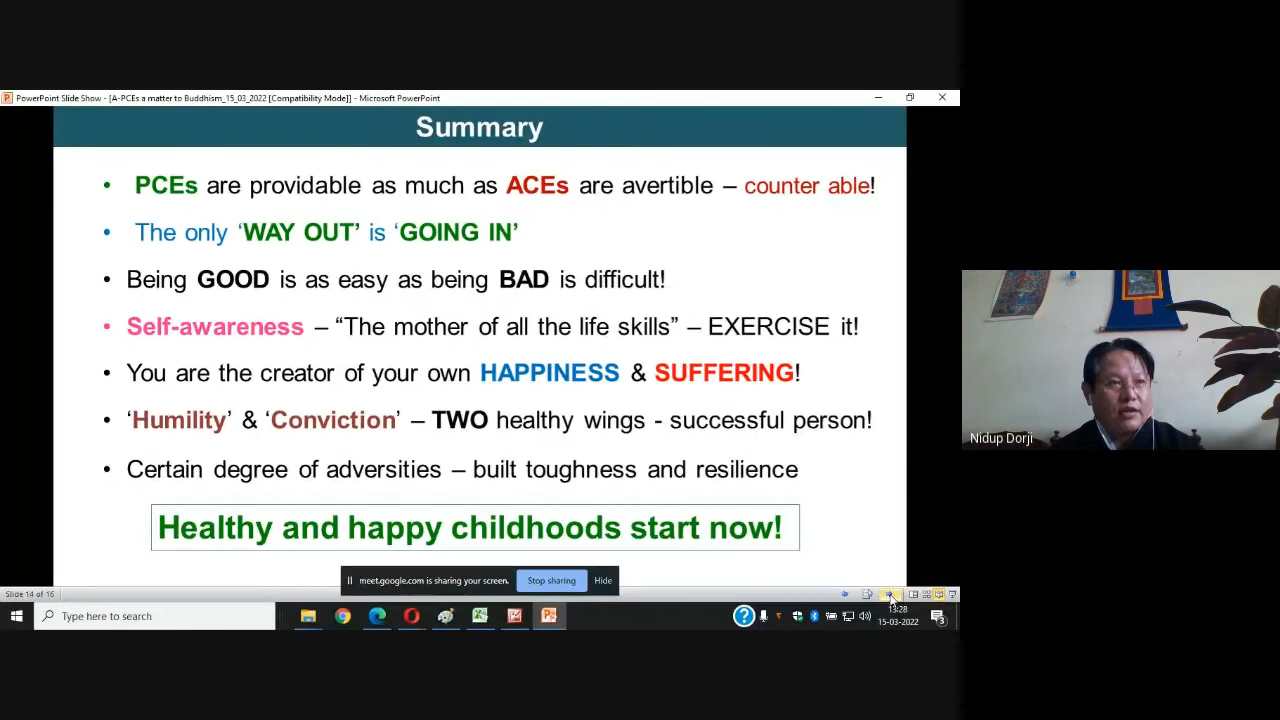 PowerPoint Slide Show - [A-PCEs a matter to Buddhism_15_03_2022 [Compatibility Mode]] - Microsoft PowerPoint
Summary
• PCEs are providable as much as ACEs are avertible – counter able!
• The only ‘WAY OUT’ is ‘GOING IN’
• Being GOOD is as easy as being BAD is difficult!
• Self-awareness – “The mother of all the life skills” – EXERCISE it!
• You are the creator of your own HAPPINESS & SUFFERING!
• ‘Humility’ & ‘Conviction’ – TWO healthy wings - successful person!
• Certain degree of adversities – built toughness and resilience
Healthy and happy childhoods start now!
Nidup Dorji
meet.google.com is sharing your screen. Stop sharing Hide
Slide 14 of 16
Type here to search
13:28
15-03-2022
3